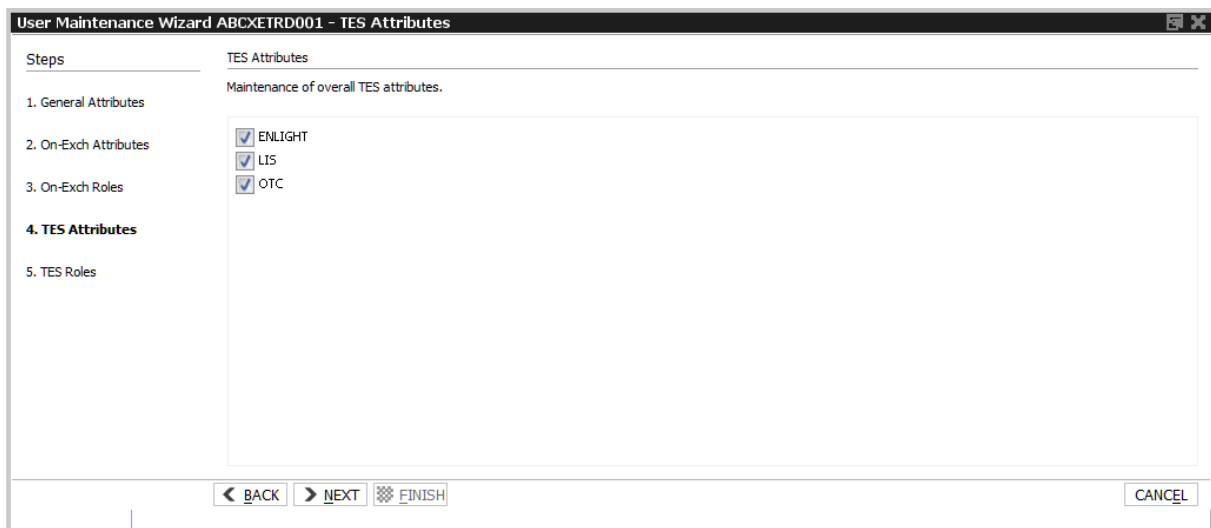 User Maintenance Wizard ABCXETRD001 - TES Attributes
Steps
1. General Attributes
2. On-Exch Attributes
3. On-Exch Roles
4. TES Attributes
5. TES Roles
TES Attributes
Maintenance of overall TES attributes.
ENLIGHT
LIS
OTC
BACK
NEXT
FINISH
CANCEL